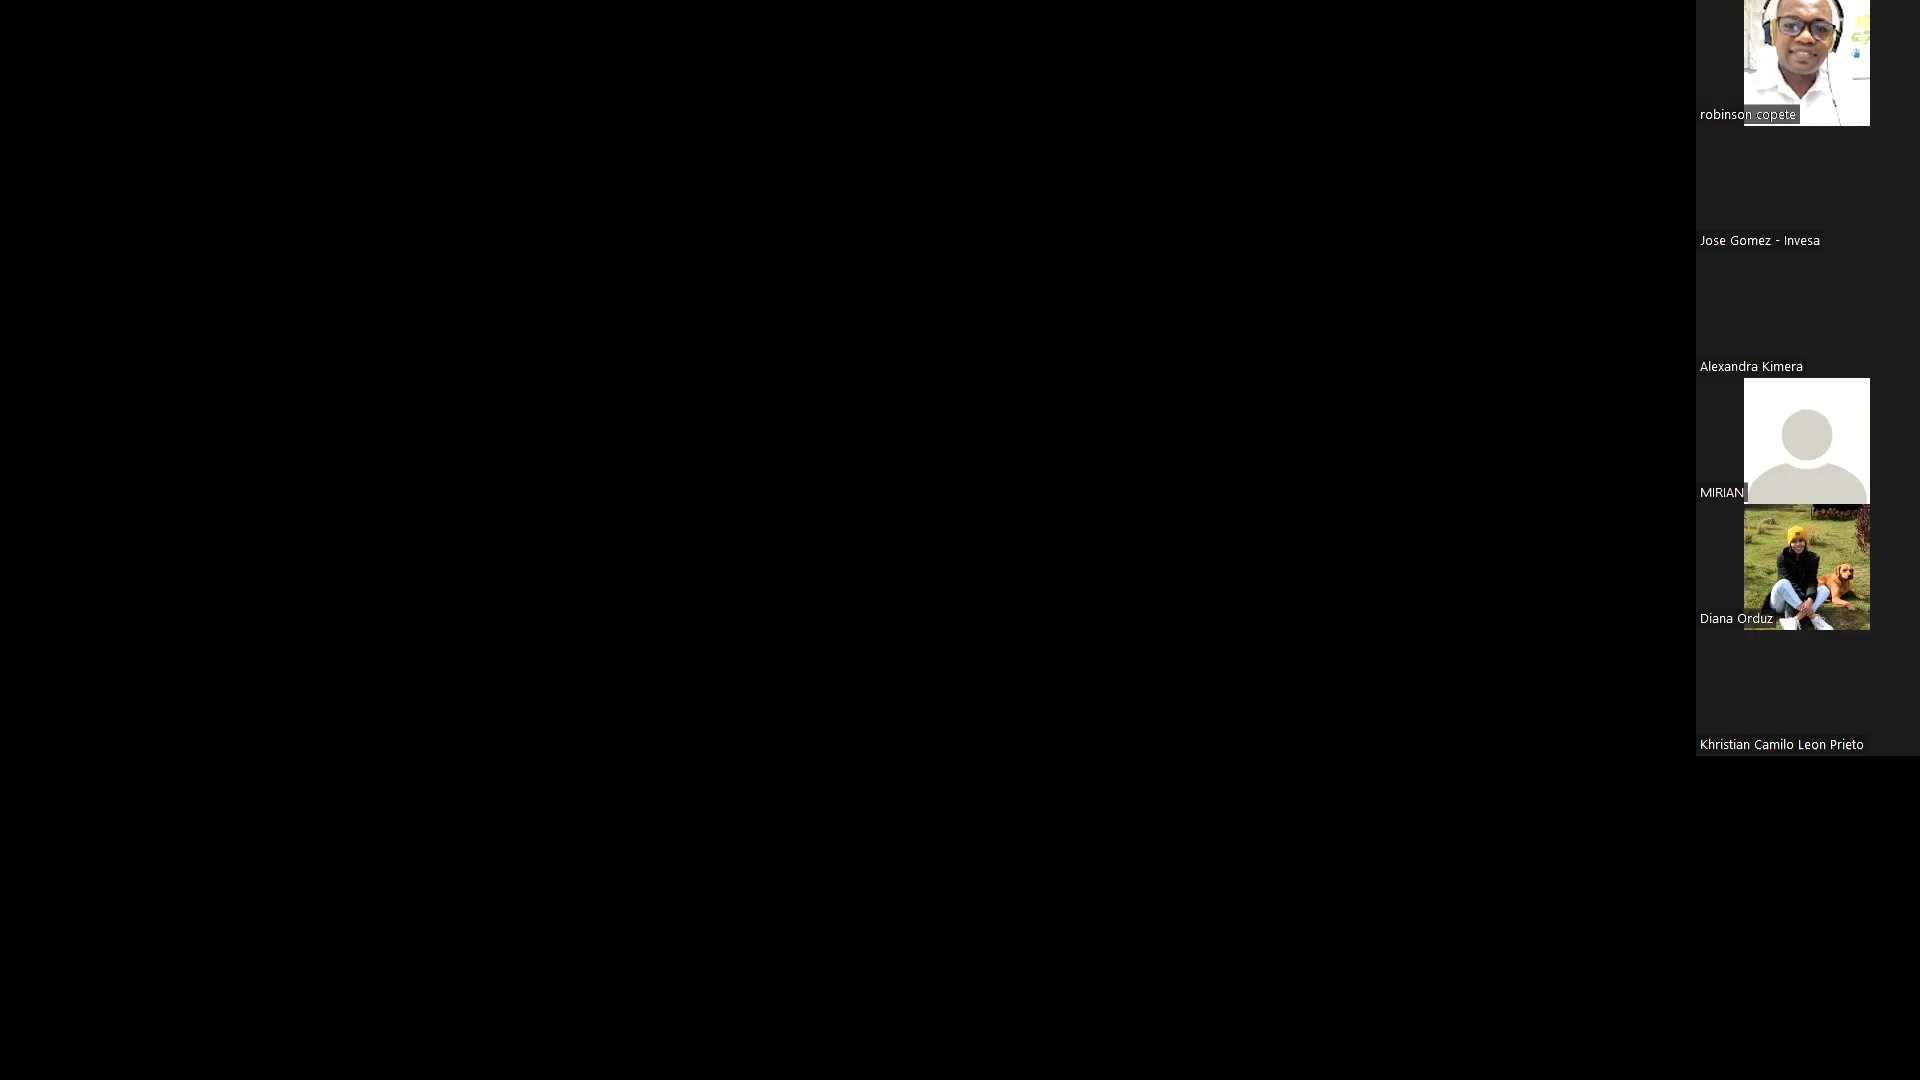 robinson copete
Jose Gomez - Invesa
Alexandra Kimera
MIRIAN
Diana Orduz
Khristian Camilo Leon Prieto